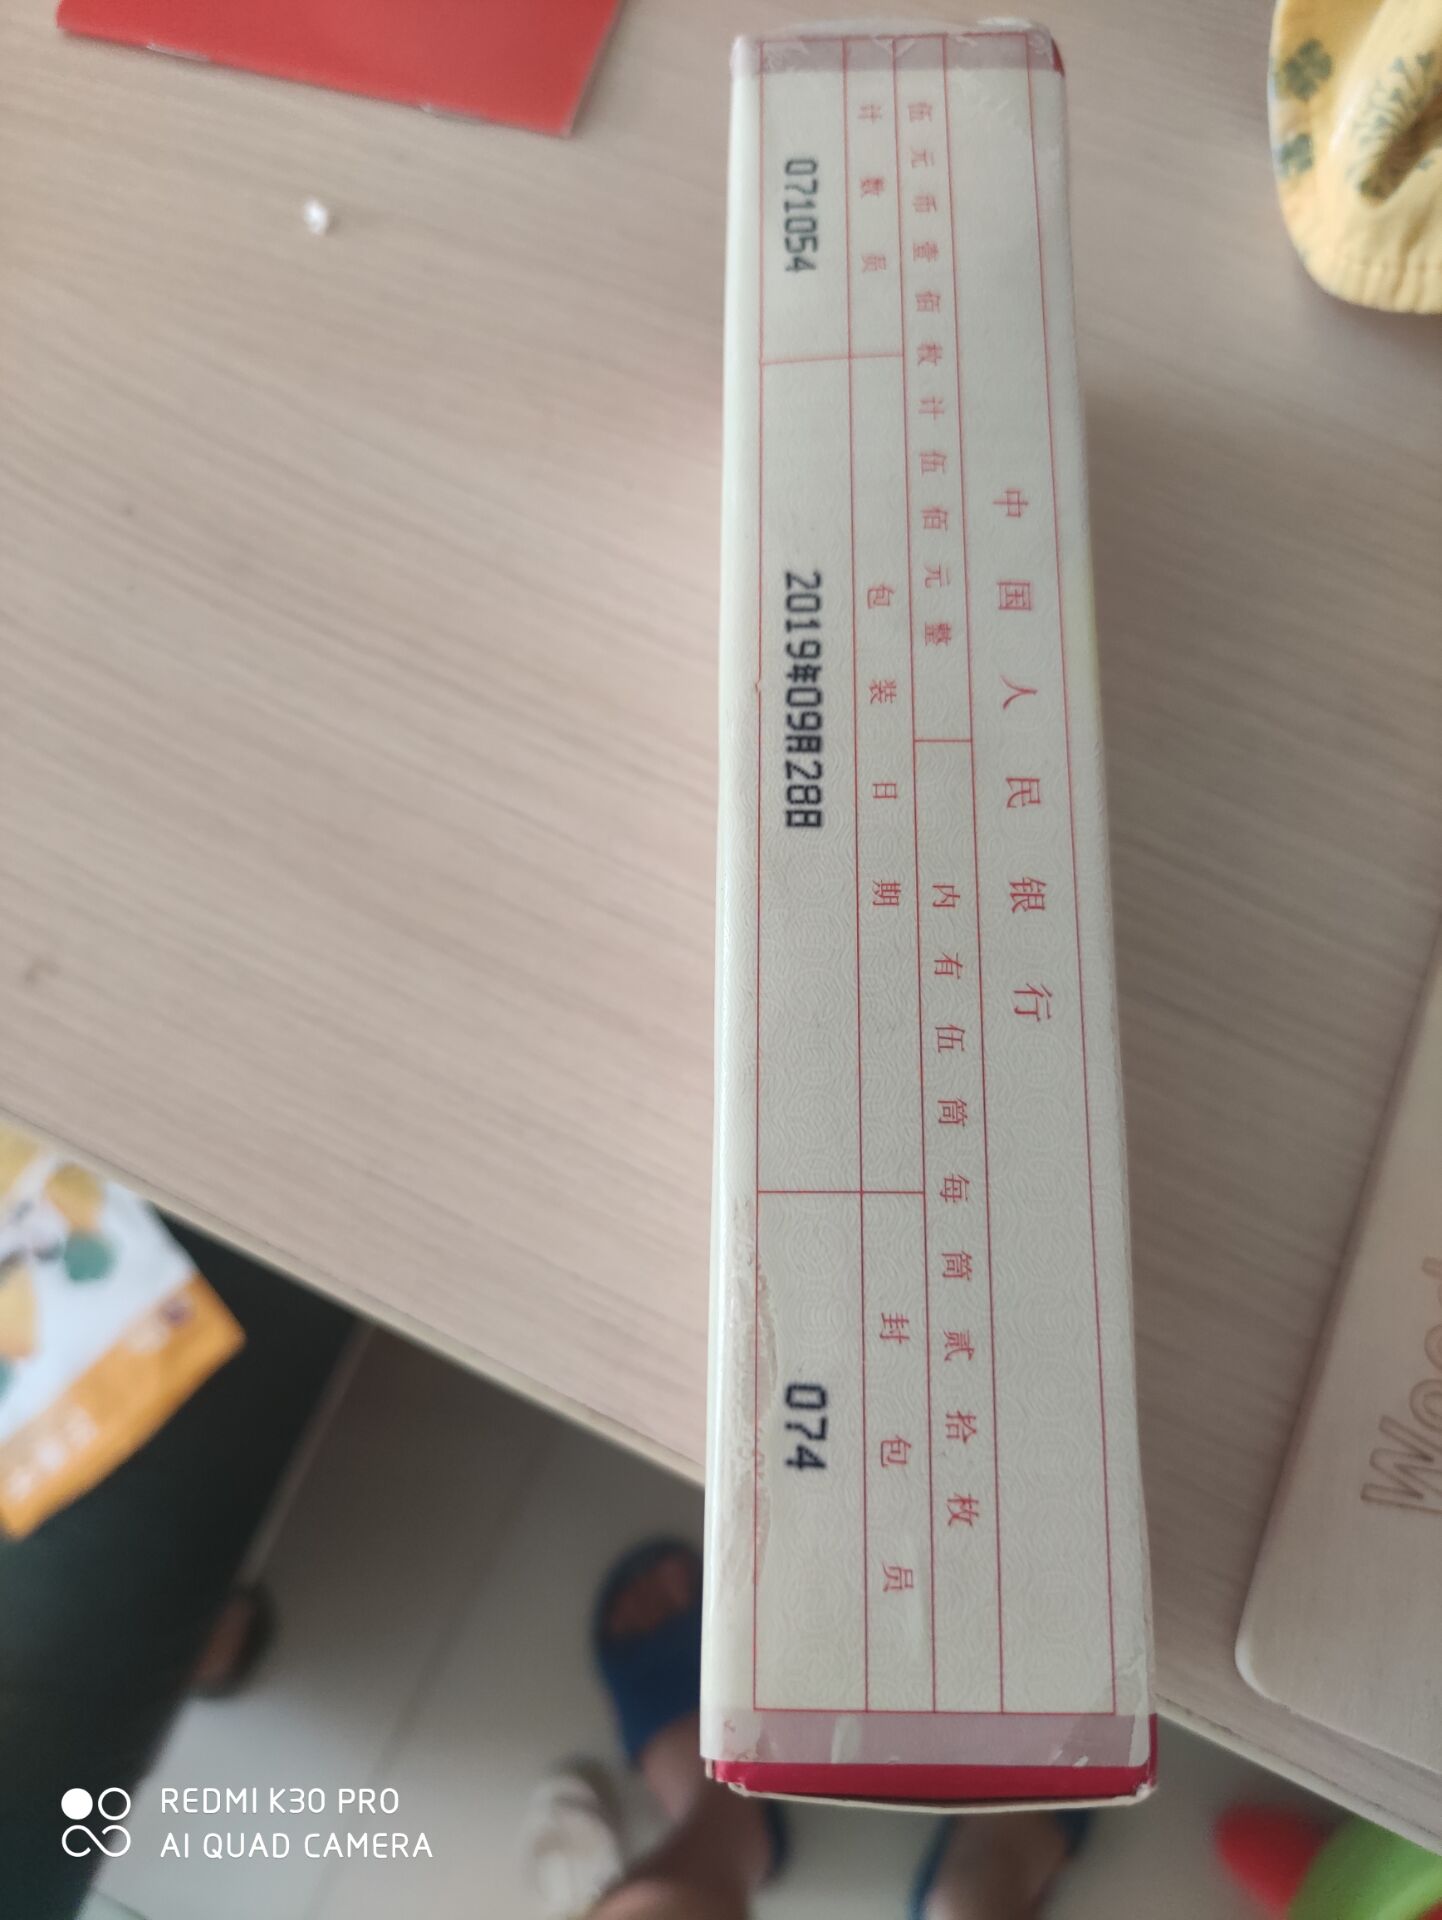 中国人民银行
伍元币壹佰枚计伍佰元整 内有伍筒每筒贰拾枚
计数员 包装日期 封包员
071054 2019年09月28日 074
Wood
REDMI K30 PRO
AI QUAD CAMERA